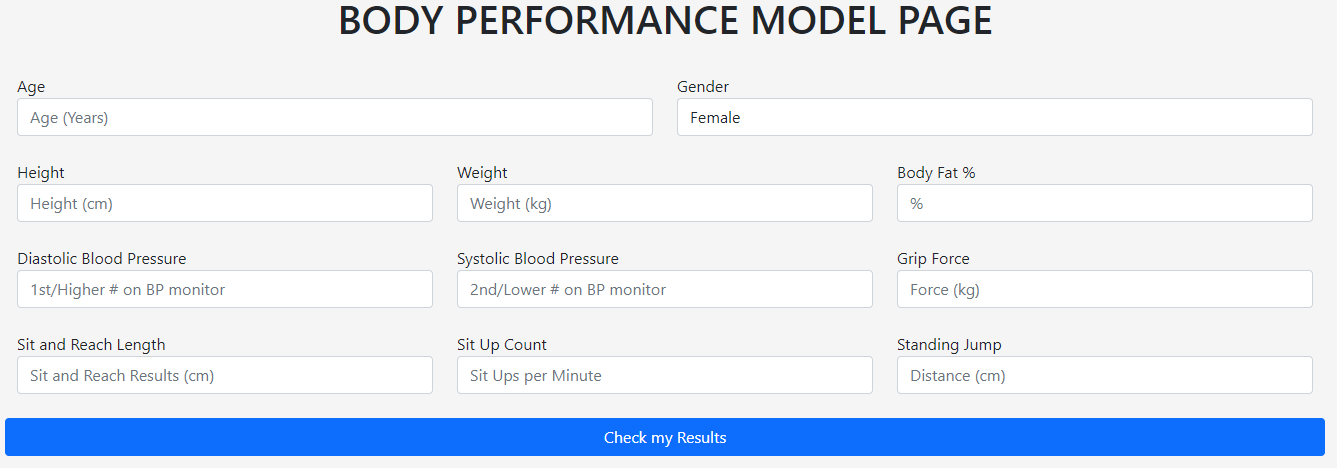 BODY PERFORMANCE MODEL PAGE
Age
Gender
Age (Years)
Female
Height
Weight
Body Fat %
Height (cm)
Weight (kg)
%
Diastolic Blood Pressure
Systolic Blood Pressure
Grip Force
1st/Higher # on BP monitor
2nd/Lower # on BP monitor
Force (kg)
Sit and Reach Length
Sit Up Count
Standing Jump
Sit and Reach Results (cm)
Sit Ups per Minute
Distance (cm)
Check my Results